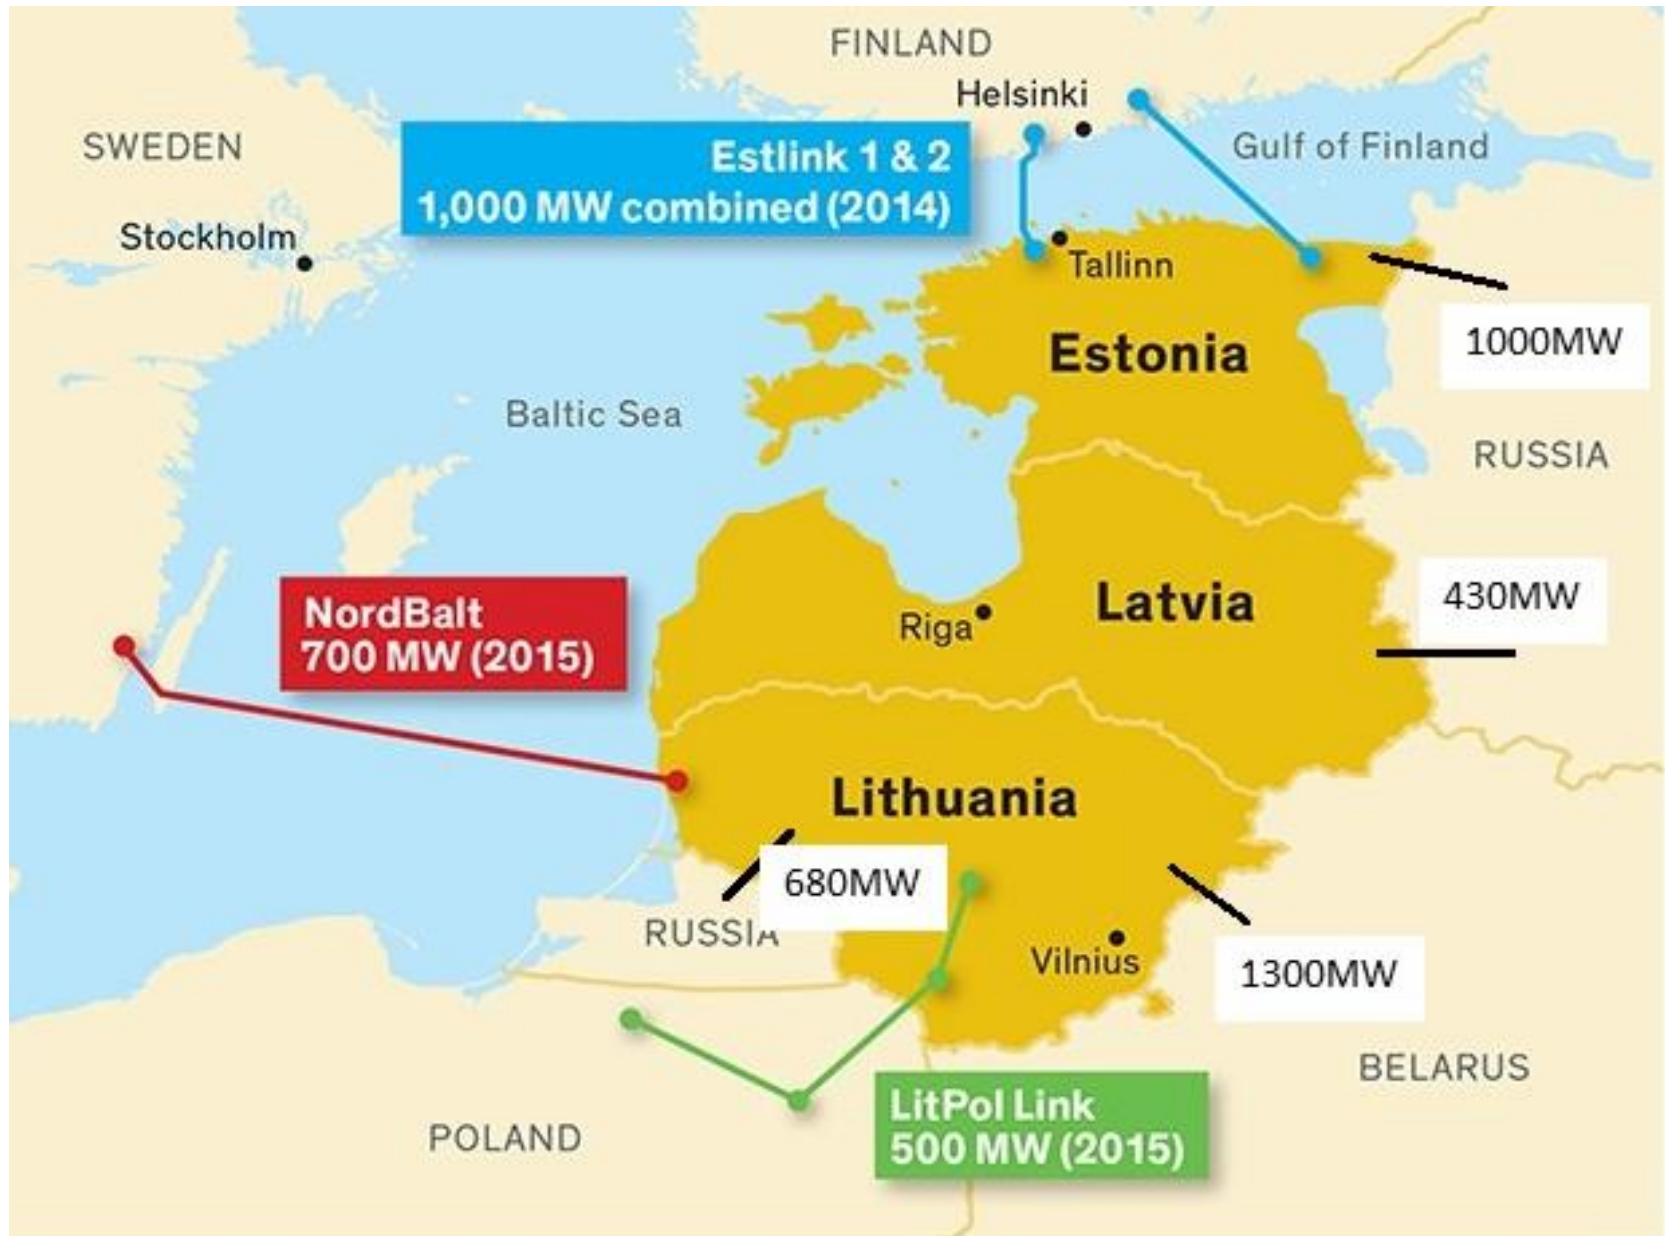 FINLAND
Helsinki
SWEDEN
Estlink 1 & 2
1,000 MW combined (2014)
Gulf of Finland
Stockholm
Tallinn
1000MW
Estonia
Baltic Sea
RUSSIA
430MW
NordBalt
700 MW (2015)
Latvia
Riga
Lithuania
680MW
RUSSIA
Vilnius
1300MW
BELARUS
LitPol Link
500 MW (2015)
POLAND